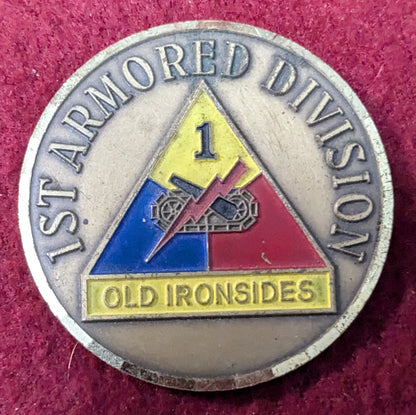 1ST ARMORED DIVISION
1
OLD IRONSIDES